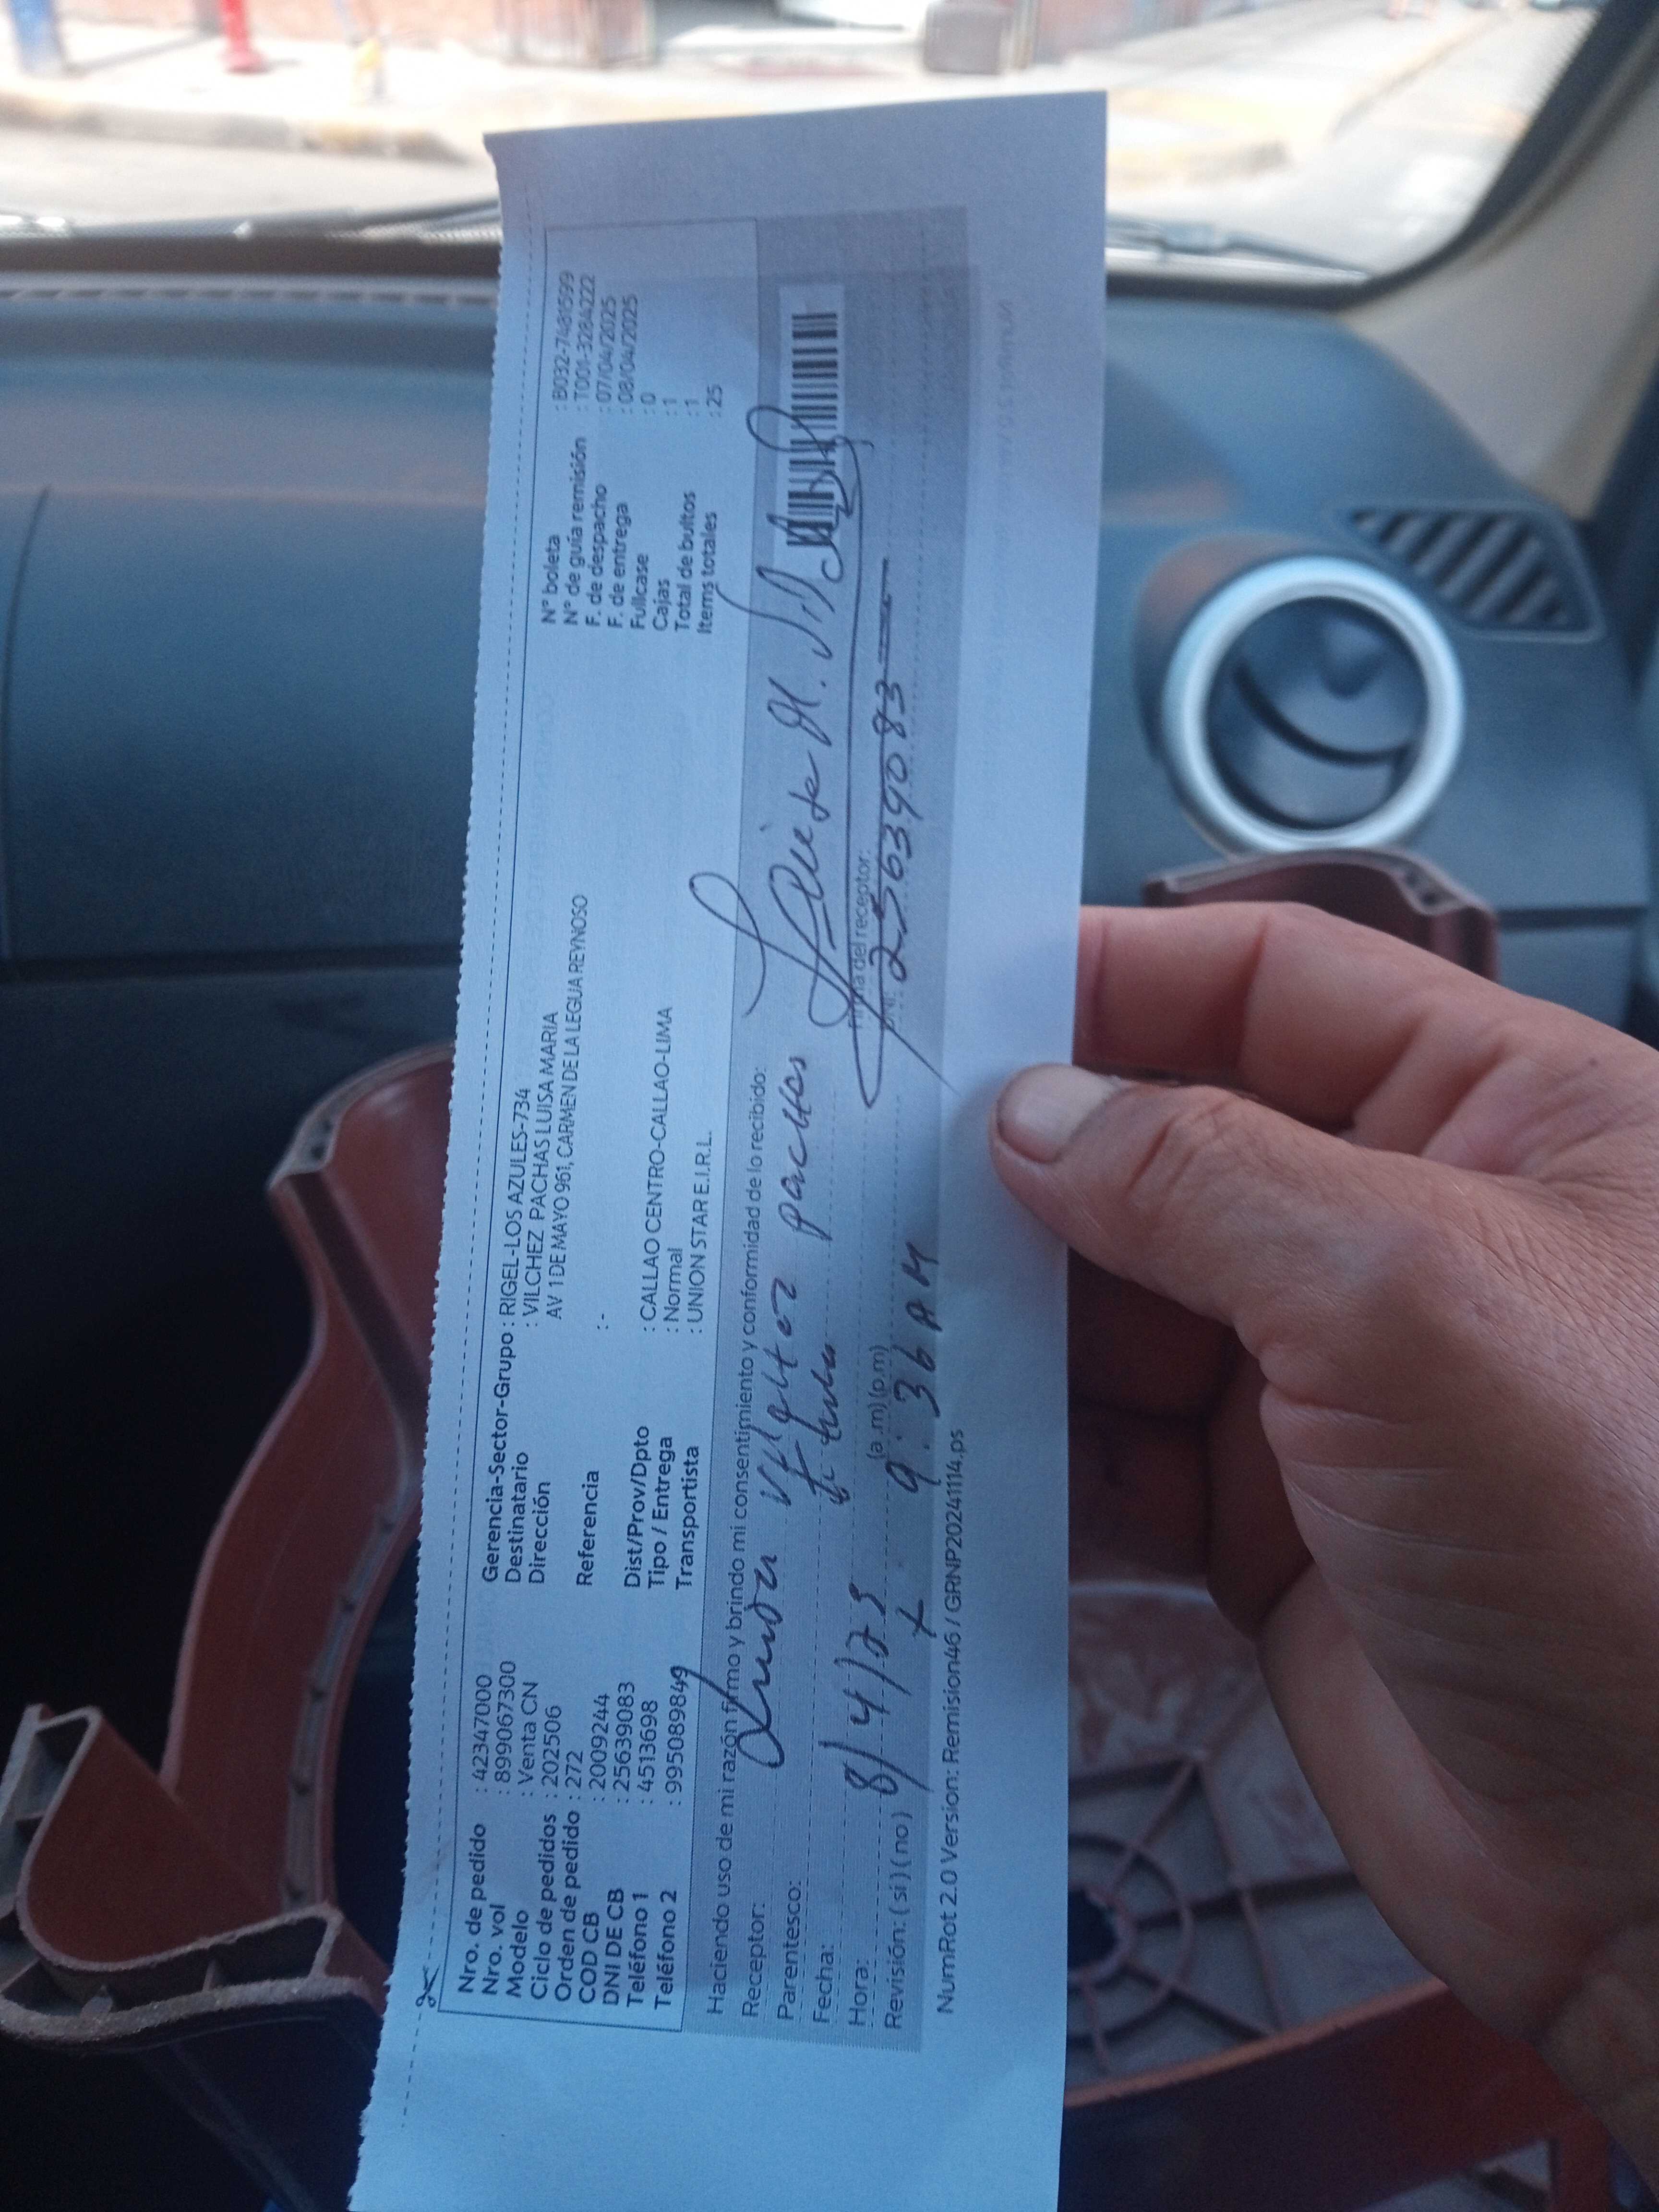 Nro. de pedido : 42347000
Nro. vol : 899067300
Modelo : Venta CN
Ciclo de pedidos : 202506
Orden de pedido : 272
COD CB : 2009244
DNI DE CB : 25639083
Teléfono 1 : 4513698
Teléfono 2 : 995089849
Gerencia-Sector-Grupo : RIGEL-LOS AZULES-734
Destinatario : VILCHEZ PACHAS LUISA MARIA
Dirección AV 1 DE MAYO 961, CARMEN DE LA LEGUA REYNOSO
Referencia : -
Dist/Prov/Dpto : CALLAO CENTRO-CALLAO-LIMA
Tipo / Entrega : Normal
Transportista : UNION STAR E.I.R.L.
N° boleta : B032-7481599
N° de guía remisión : T001-3284222
F. de despacho : 07/04/2025
F. de entrega : 08/04/2025
Fullcase : 0
Cajas : 1
Total de bultos : 1
Items totales : 25
Haciendo uso de mi razón firmo y brindo mi consentimiento y conformidad de lo recibido:
Receptor: Luisa Vilchez Pachas
Parentesco: titular
Fecha: 8/4/25
Hora: (a.m) (p.m) 9:36 AM
Revisión: ( si ) ( no ) x
Firma del receptor:
DNI: 25639083
NumRot 2.0 Version: Remision46 / GRNP20241114.ps